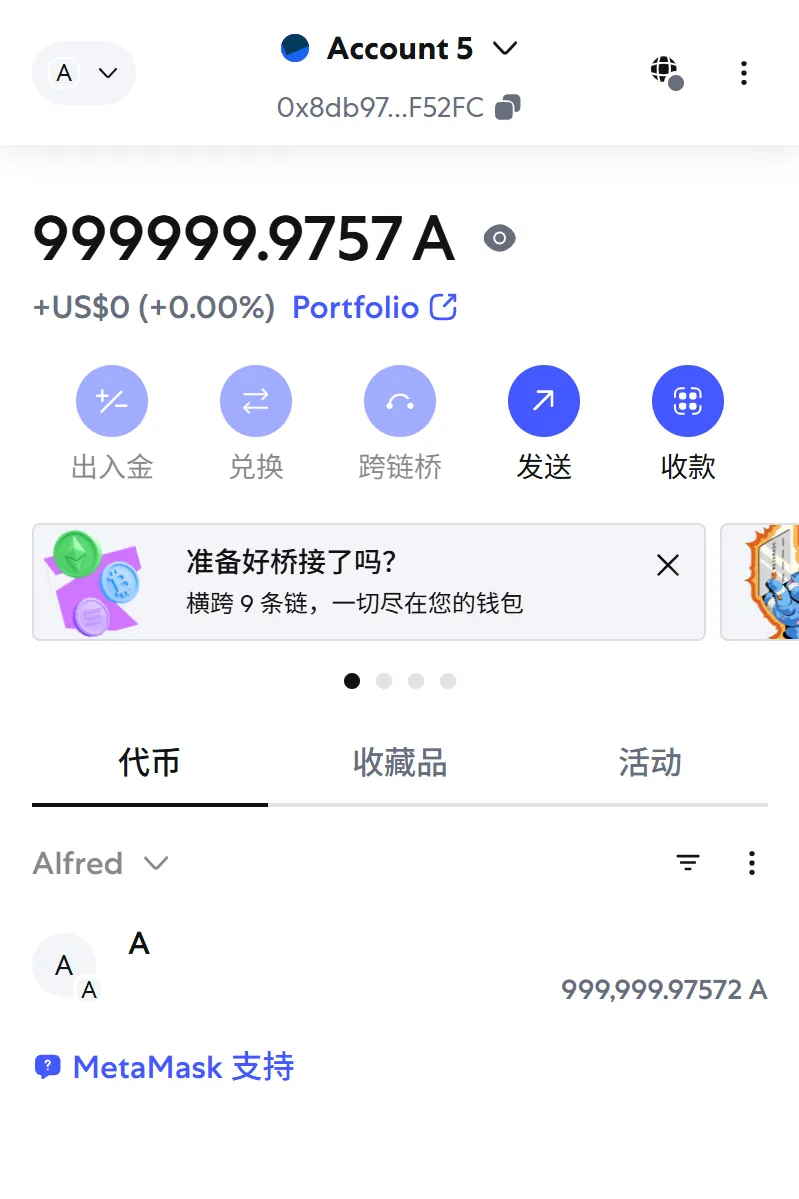 A
Account 5
0x8db97...F52FC
999999.9757 A
+US$0 (+0.00%) Portfolio
出入金 兑换 跨链桥 发送 收款
准备好桥接了吗?
横跨 9 条链，一切尽在您的钱包
代币 收藏品 活动
Alfred
A
A
A
999,999.97572 A
MetaMask 支持